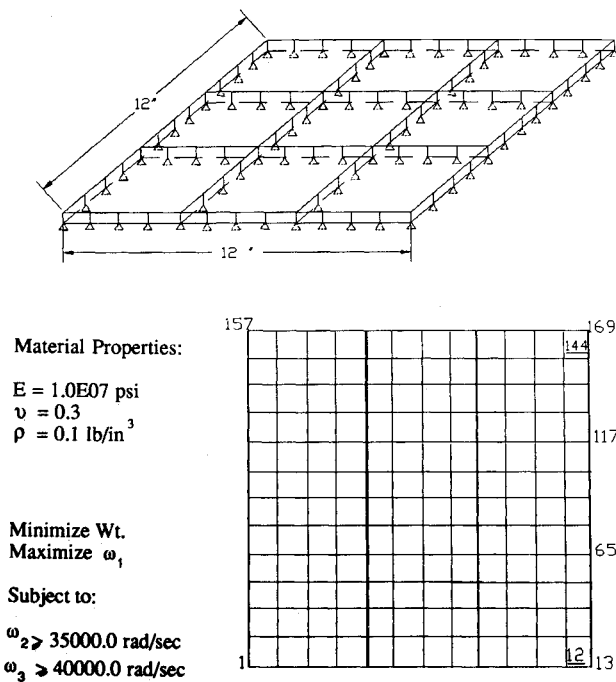 12"
12 "
Material Properties:
E = 1.0E07 psi
υ = 0.3
ρ = 0.1 lb/in³
Minimize Wt.
Maximize ω₁
Subject to:
ω₂ ⩾ 35000.0 rad/sec
ω₃ ⩾ 40000.0 rad/sec
157
169
144
117
65
1
12
13